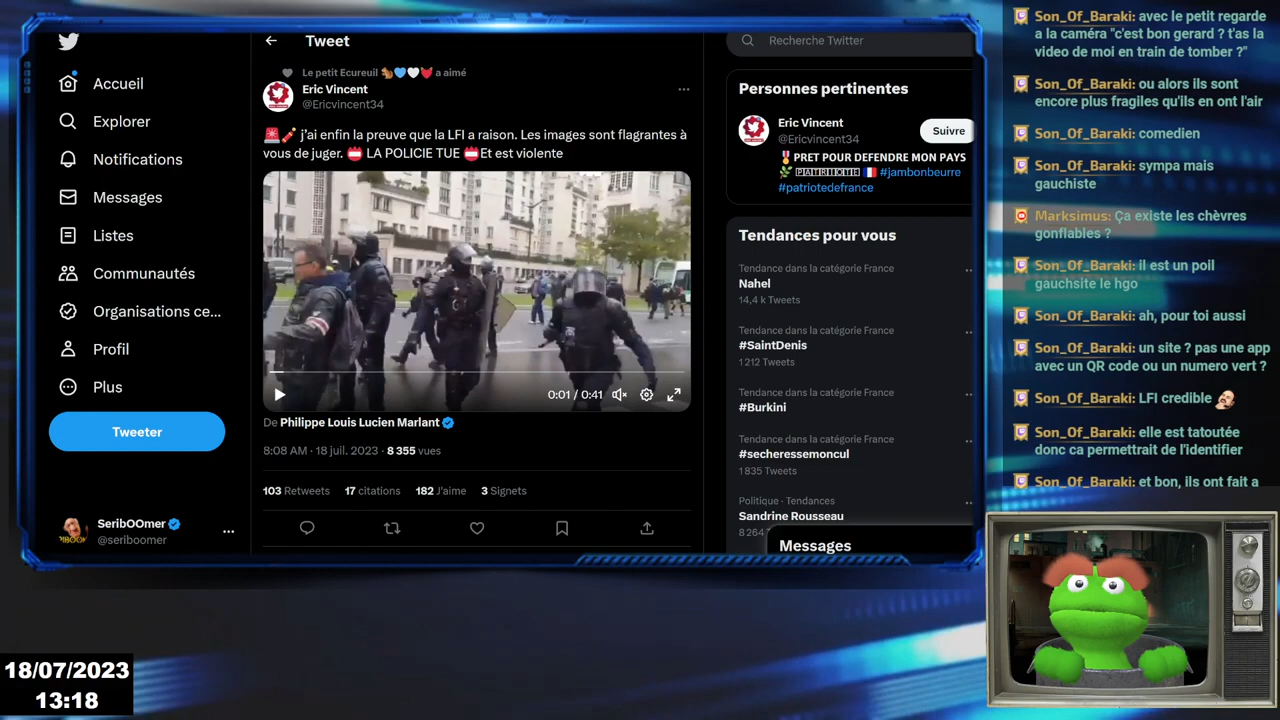 Tweet
Recherche Twitter
Accueil
Explorer
Notifications
Messages
Listes
Communautés
Organisations ce...
Profil
Plus
Tweeter
SeribOOmer
@seriboomer
Le petit Ecureuil 🐿️💙🤍❤️ a aimé
Eric Vincent
@Ericvincent34
🚨🧨 j’ai enfin la preuve que la LFI a raison. Les images sont flagrantes à
vous de juger. 📛 LA POLICIE TUE 📛Et est violente
0:01 / 0:41
De Philippe Louis Lucien Marlant
8:08 AM · 18 juil. 2023 · 8 355 vues
103 Retweets 17 citations 182 J'aime 3 Signets
Personnes pertinentes
Eric Vincent
@Ericvincent34
Suivre
🎖️ PRET POUR DEFENDRE MON PAYS
🌿 PATRIOTE 🇫🇷 #jambonbeurre
#patriotedefrance
Tendances pour vous
Tendance dans la catégorie France
Nahel
14,4 k Tweets
Tendance dans la catégorie France
#SaintDenis
1 212 Tweets
Tendance dans la catégorie France
#Burkini
Tendance dans la catégorie France
#secheressemoncul
1 835 Tweets
Politique · Tendances
Sandrine Rousseau
8 264
Messages
Son_Of_Baraki: avec le petit regarde
a la caméra "c'est bon gerard ? t'as la
video de moi en train de tomber ?"
Son_Of_Baraki: ou alors ils sont
encore plus fragiles qu'ils en ont l'air
Son_Of_Baraki: comedien
Son_Of_Baraki: sympa mais
gauchiste
Marksimus: Ça existe les chèvres
gonfiables ?
Son_Of_Baraki: il est un poil
gauchsite le hgo
Son_Of_Baraki: ah, pour toi aussi
Son_Of_Baraki: un site ? pas une app
avec un QR code ou un numero vert ?
Son_Of_Baraki: LFI credible
Son_Of_Baraki: elle est tatoutée
donc ca permettrait de l'identifier
Son_Of_Baraki: et bon, ils ont fait a
18/07/2023
13:18